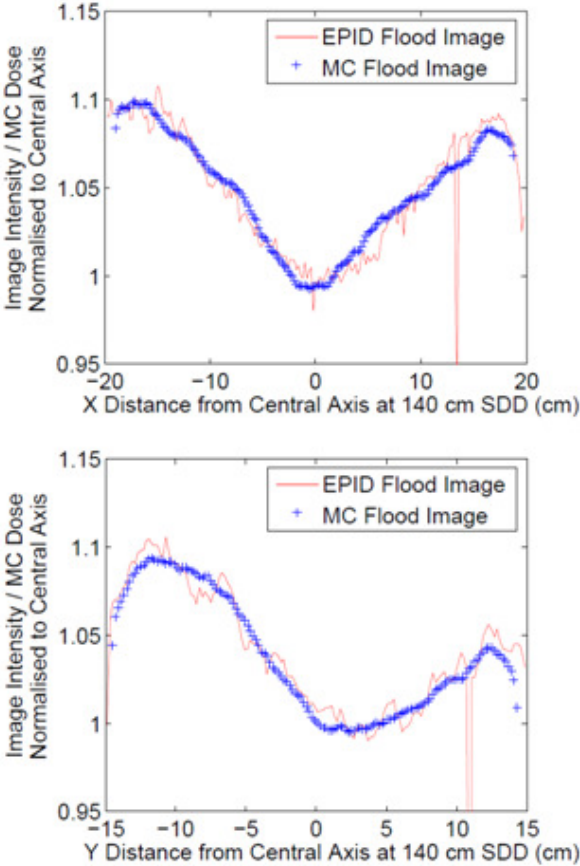 1.15
1.1
1.05
1
0.95
Image Intensity / MC Dose
Normalised to Central Axis
EPID Flood Image
MC Flood Image
−20 −10 0 10 20
X Distance from Central Axis at 140 cm SDD (cm)
1.15
1.1
1.05
1
0.95
Image Intensity / MC Dose
Normalised to Central Axis
EPID Flood Image
MC Flood Image
−15 −10 −5 0 5 10 15
Y Distance from Central Axis at 140 cm SDD (cm)